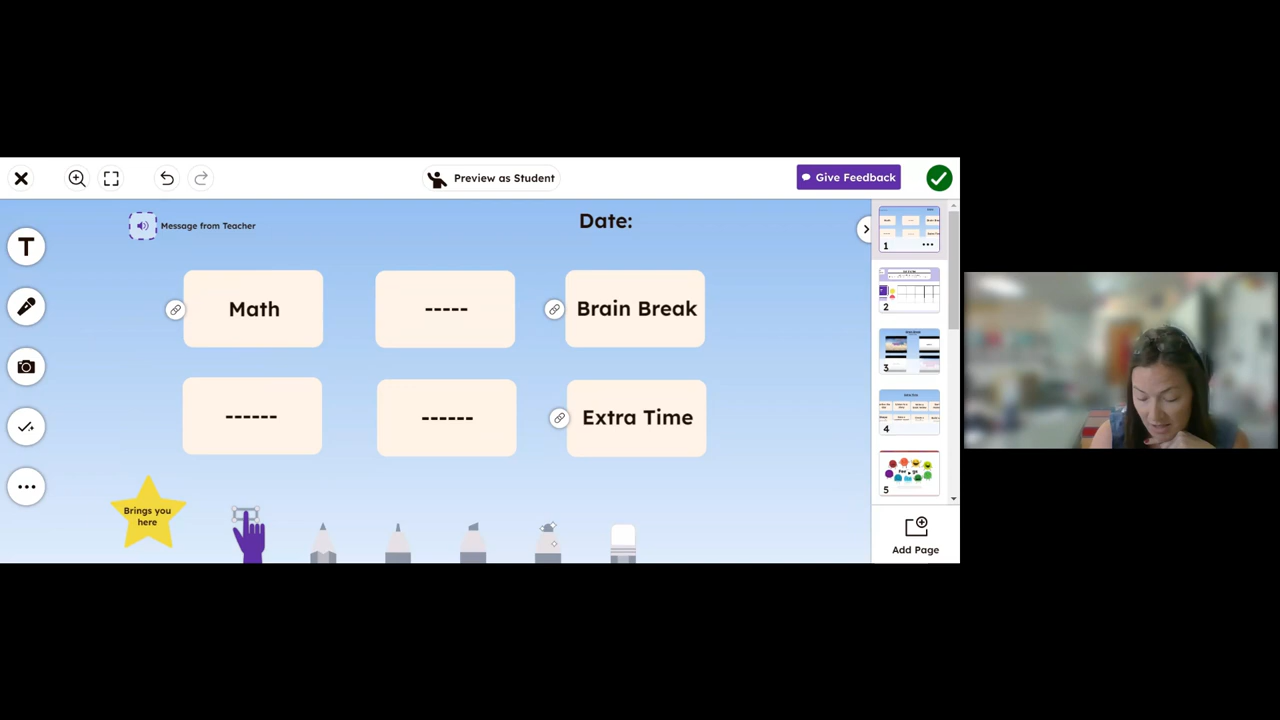 Preview as Student
Give Feedback
T
Message from Teacher
Date:
Math
-----
Brain Break
------
------
Extra Time
Brings you
here
1
2
3
4
5
Add Page